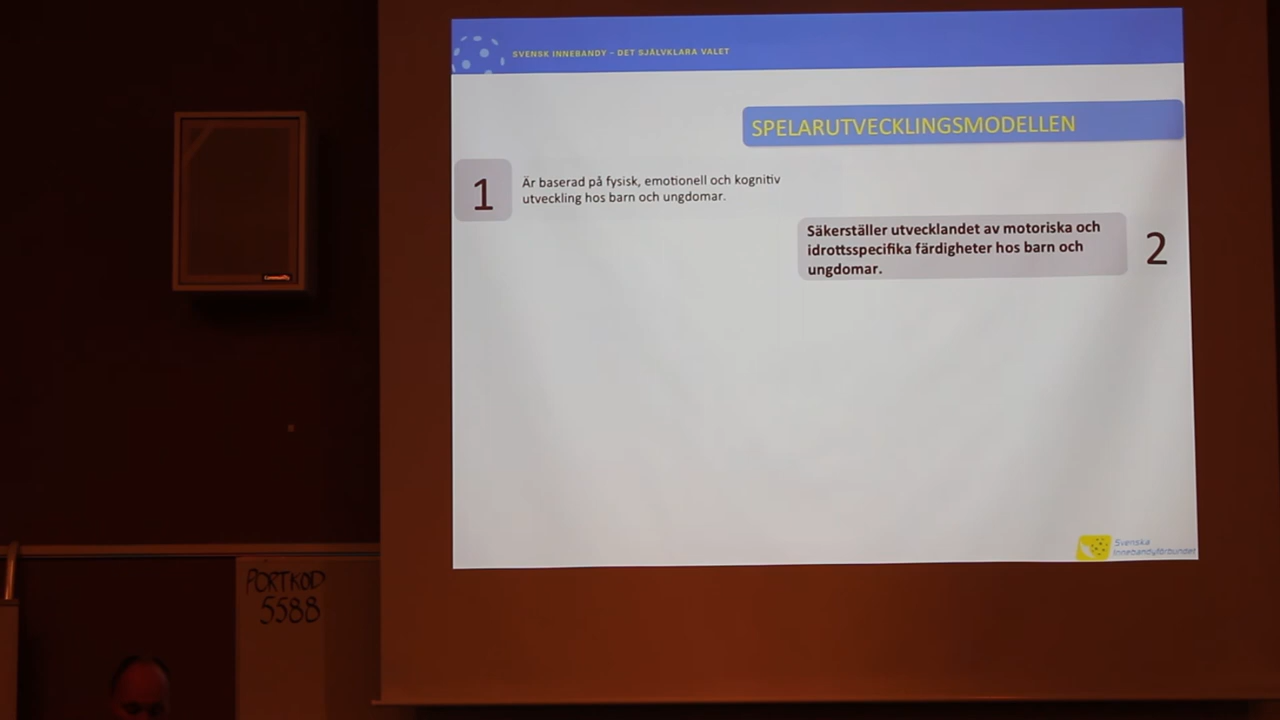 SVENSK INNEBANDY – DET SJÄLVKLARA VALET
SPELARUTVECKLINGSMODELLEN
1
Är baserad på fysisk, emotionell och kognitiv
utveckling hos barn och ungdomar.
Säkerställer utvecklandet av motoriska och
idrottsspecifika färdigheter hos barn och
ungdomar.
2
Svenska
Innebandyförbundet
PORTKOD
5588